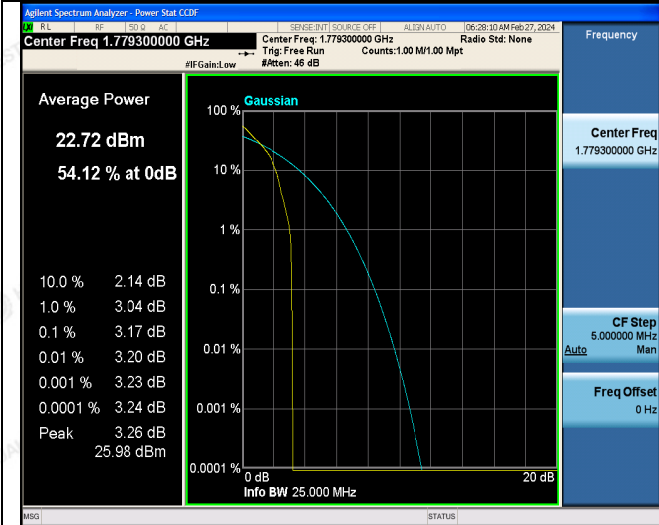 Agilent Spectrum Analyzer - Power Stat CCDF
LXI RL RF 50 Ω AC SENSE:INT SOURCE OFF ALIGN AUTO 06:28:10 AM Feb 27, 2024
Center Freq 1.779300000 GHz
Center Freq: 1.779300000 GHz Radio Std: None
Trig: Free Run Counts:1.00 M/1.00 Mpt
#IFGain:Low #Atten: 46 dB
Frequency
Average Power
22.72 dBm
54.12 % at 0dB
10.0 % 2.14 dB
1.0 % 3.04 dB
0.1 % 3.17 dB
0.01 % 3.20 dB
0.001 % 3.23 dB
0.0001 % 3.24 dB
Peak 3.26 dB
25.98 dBm
Gaussian
100 %
10 %
1 %
0.1 %
0.01 %
0.001 %
0.0001 %
0 dB 20 dB
Info BW 25.000 MHz
Center Freq
1.779300000 GHz
CF Step
5.000000 MHz
Auto Man
Freq Offset
0 Hz
MSG STATUS